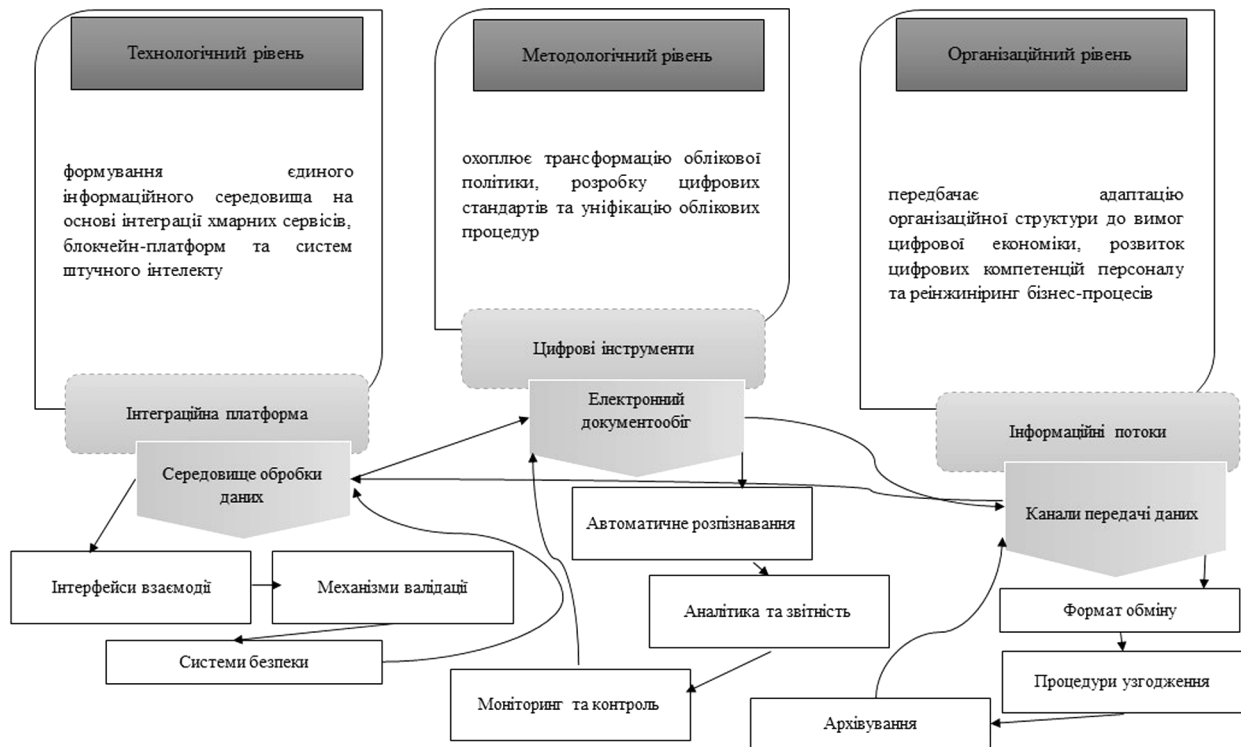 Технологічний рівень
формування єдиного
інформаційного середовища на
основі інтеграції хмарних сервісів,
блокчейн-платформ та систем
штучного інтелекту
Інтеграційна платформа
Середовище обробки
даних
Інтерфейси взаємодії
Механізми валідації
Системи безпеки
Методологічний рівень
охоплює трансформацію облікової
політики, розробку цифрових
стандартів та уніфікацію облікових
процедур
Цифрові інструменти
Електронний
документообіг
Автоматичне розпізнавання
Аналітика та звітність
Моніторинг та контроль
Організаційний рівень
передбачає адаптацію
організаційної структури до вимог
цифрової економіки, розвиток
цифрових компетенцій персоналу
та реінжиніринг бізнес-процесів
Інформаційні потоки
Канали передачі даних
Формат обміну
Процедури узгодження
Архівування